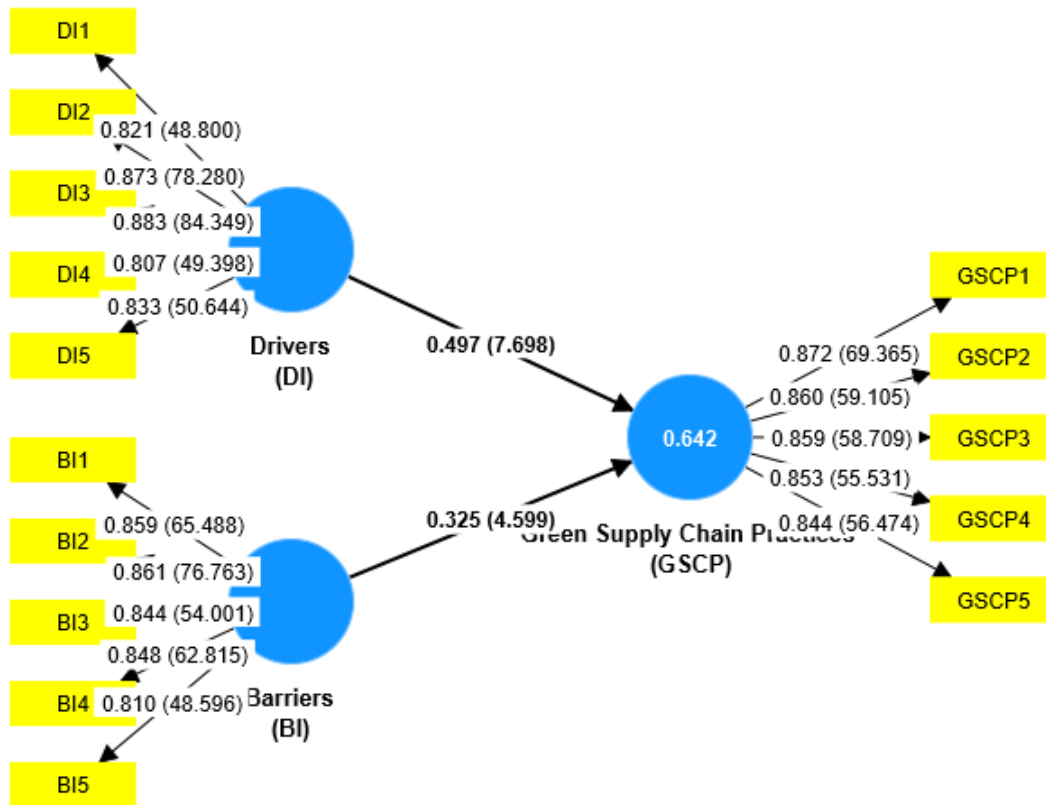 DI1
DI2
DI3
DI4
DI5
0.821 (48.800)
0.873 (78.280)
0.883 (84.349)
0.807 (49.398)
0.833 (50.644)
Drivers
(DI)
0.497 (7.698)
BI1
BI2
BI3
BI4
BI5
0.859 (65.488)
0.861 (76.763)
0.844 (54.001)
0.848 (62.815)
0.810 (48.596)
Barriers
(BI)
0.325 (4.599)
0.642
Green Supply Chain Practices
(GSCP)
0.872 (69.365)
0.860 (59.105)
0.859 (58.709)
0.853 (55.531)
0.844 (56.474)
GSCP1
GSCP2
GSCP3
GSCP4
GSCP5